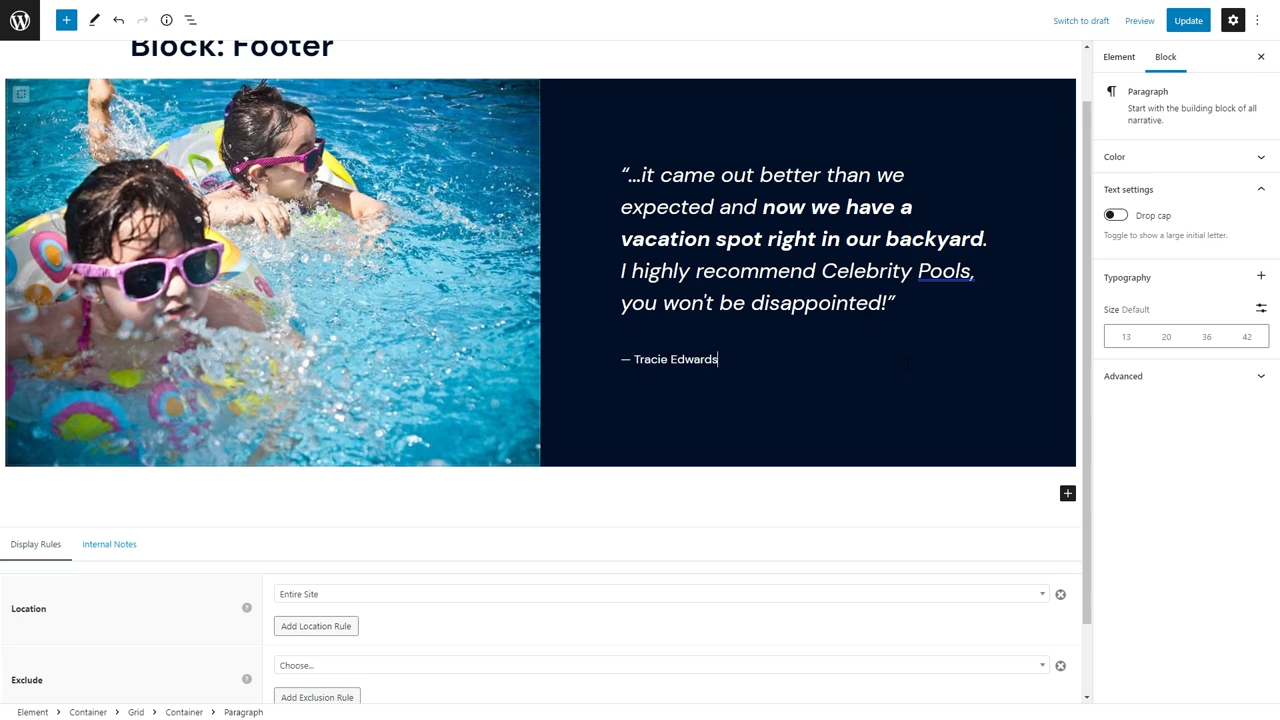 Switch to draft
Preview
Update
Block: Footer
“...it came out better than we
expected and now we have a
vacation spot right in our backyard.
I highly recommend Celebrity Pools,
you won't be disappointed!”
— Tracie Edwards
Element
Block
Paragraph
Start with the building block of all
narrative.
Color
Text settings
Drop cap
Toggle to show a large initial letter.
Typography
Size Default
13 20 36 42
Advanced
Display Rules
Internal Notes
Location
Entire Site
Add Location Rule
Exclude
Choose...
Add Exclusion Rule
Element > Container > Grid > Container > Paragraph